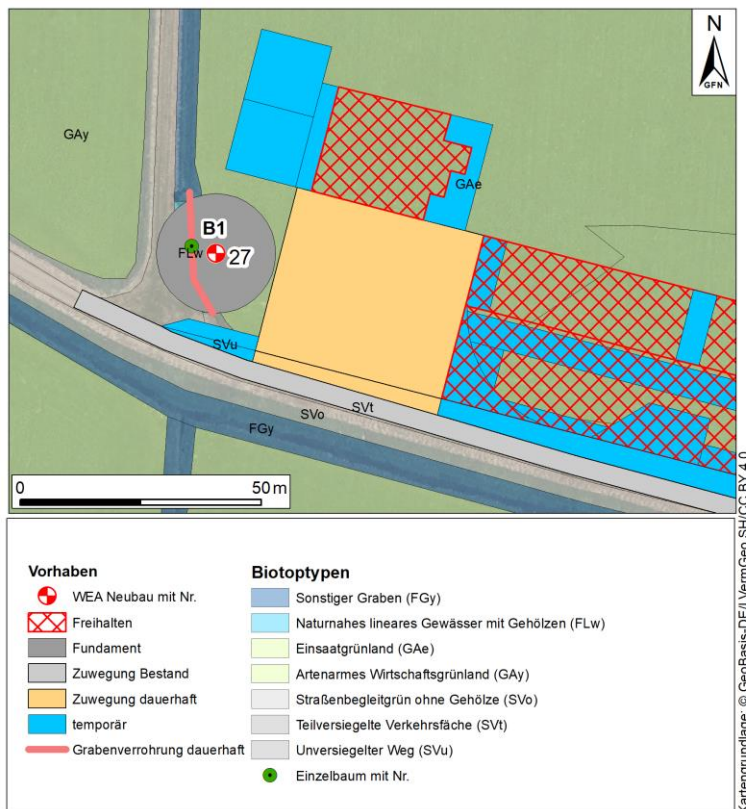 N
GFN
GAy
GAe
B1
FLw
27
SVu
SVt
SVo
FGy
0 50 m
Kartengrundlage: © GeoBasis-DE/LVermGeo SH/CC BY 4.0
Vorhaben
WEA Neubau mit Nr.
Freihalten
Fundament
Zuwegung Bestand
Zuwegung dauerhaft
temporär
Grabenverrohrung dauerhaft
Biotoptypen
Sonstiger Graben (FGy)
Naturnahes lineares Gewässer mit Gehölzen (FLw)
Einsaatgrünland (GAe)
Artenarmes Wirtschaftsgrünland (GAy)
Straßenbegleitgrün ohne Gehölze (SVo)
Teilversiegelte Verkehrsfäche (SVt)
Unversiegelter Weg (SVu)
Einzelbaum mit Nr.